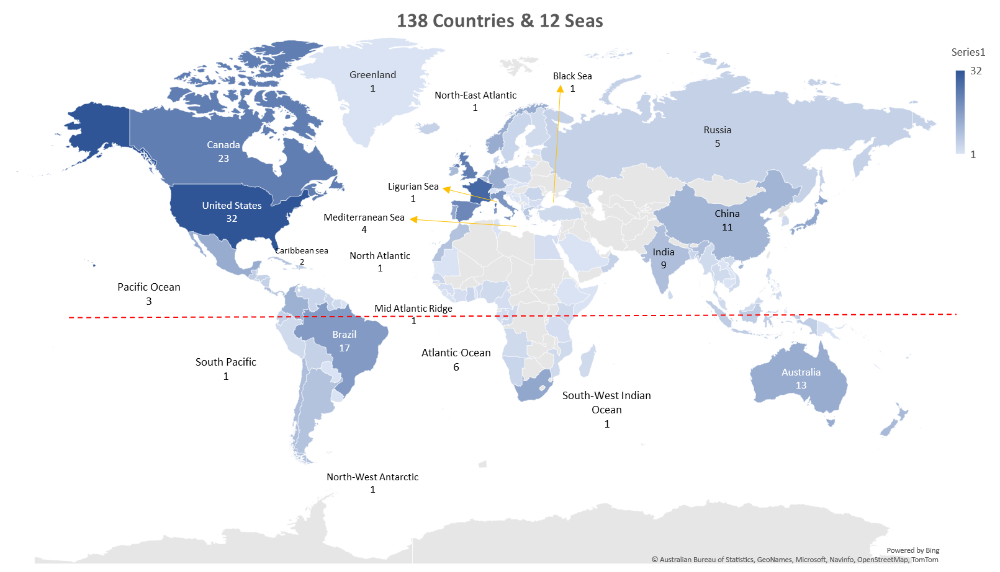 138 Countries & 12 Seas
Series1
32
1
Greenland
1
Black Sea
1
North-East Atlantic
1
Russia
5
Canada
23
Ligurian Sea
1
United States
32
Mediterranean Sea
4
China
11
Caribbean sea
2
North Atlantic
1
India
9
Pacific Ocean
3
Mid Atlantic Ridge
1
Brazil
17
Atlantic Ocean
6
South Pacific
1
Australia
13
South-West Indian
Ocean
1
North-West Antarctic
1
Powered by Bing
© Australian Bureau of Statistics, GeoNames, Microsoft, Navinfo, OpenStreetMap, TomTom